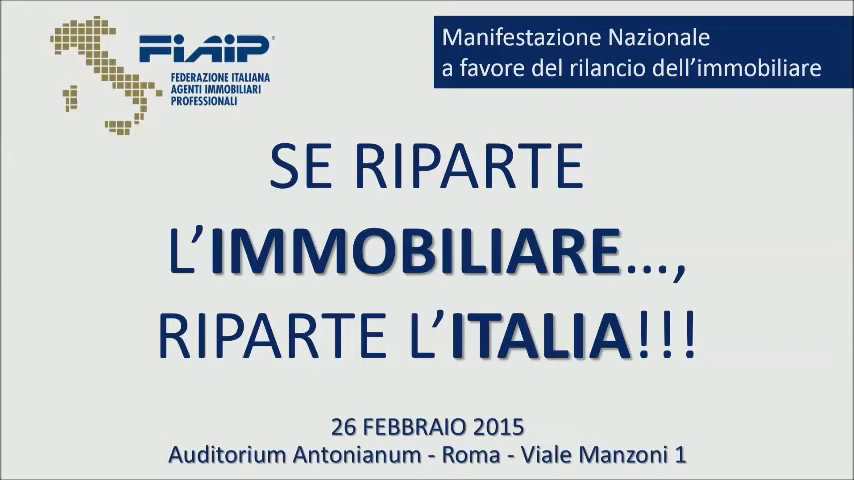 FIAIP
FEDERAZIONE ITALIANA
AGENTI IMMOBILIARI
PROFESSIONALI
Manifestazione Nazionale
a favore del rilancio dell'immobiliare
SE RIPARTE
L'IMMOBILIARE...,
RIPARTE L'ITALIA!!!
26 FEBBRAIO 2015
Auditorium Antonianum - Roma - Viale Manzoni 1